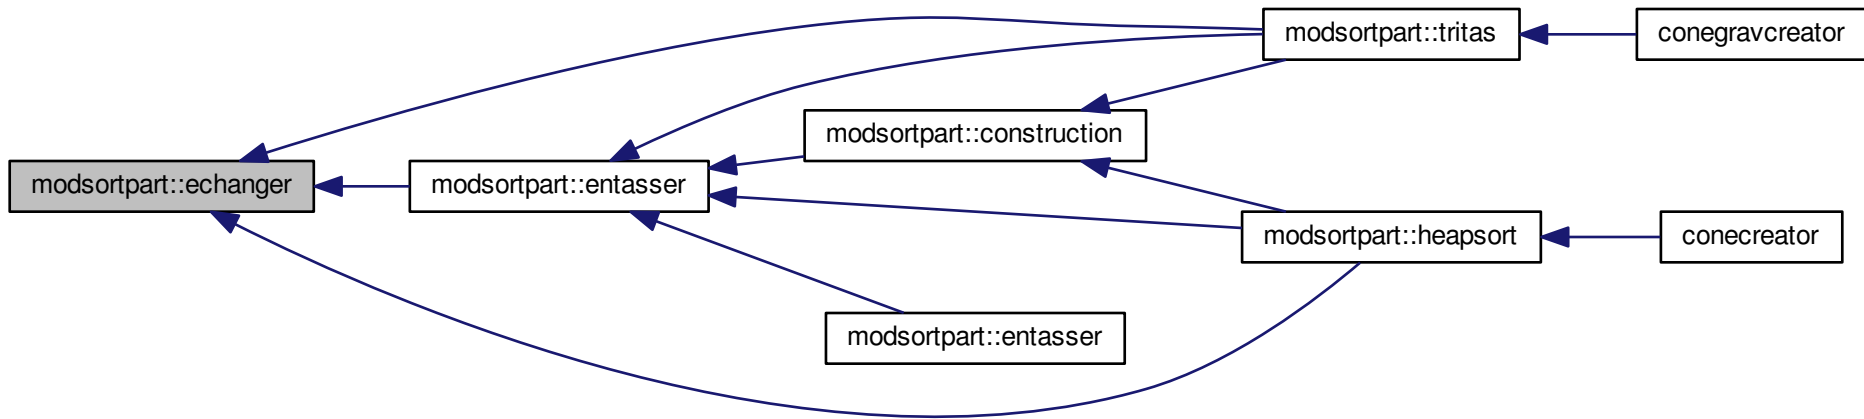 modsortpart::tritas
conegravcreator
modsortpart::construction
modsortpart::echanger
modsortpart::entasser
modsortpart::heapsort
conecreator
modsortpart::entasser